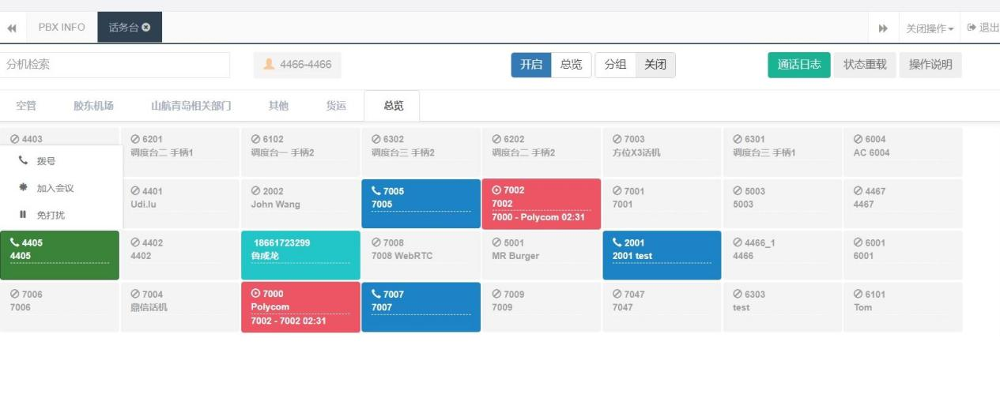 PBX INFO
话务台
关闭操作
退出
分机检索
4466-4466
开启
总览
分组
关闭
通话日志
状态重载
操作说明
空管
胶东机场
山航青岛相关部门
其他
货运
总览
4403
6201
调度台二 手柄1
6102
调度台一 手柄2
6302
调度台三 手柄2
6202
调度台二 手柄2
7003
方位X3话机
6301
调度台三 手柄1
6004
AC 6004
拨号
加入会议
免打扰
4401
Udi.lu
2002
John Wang
7005
7005
7002
7002
7000 - Polycom 02:31
7001
7001
5003
5003
4467
4467
4405
4405
4402
4402
18661723299
鲁成龙
7008
7008 WebRTC
5001
MR Burger
2001
2001 test
4466_1
4466
6001
6001
7006
7006
7004
鼎信话机
7000
Polycom
7002 - 7002 02:31
7007
7007
7009
7009
7047
7047
6303
test
6101
Tom